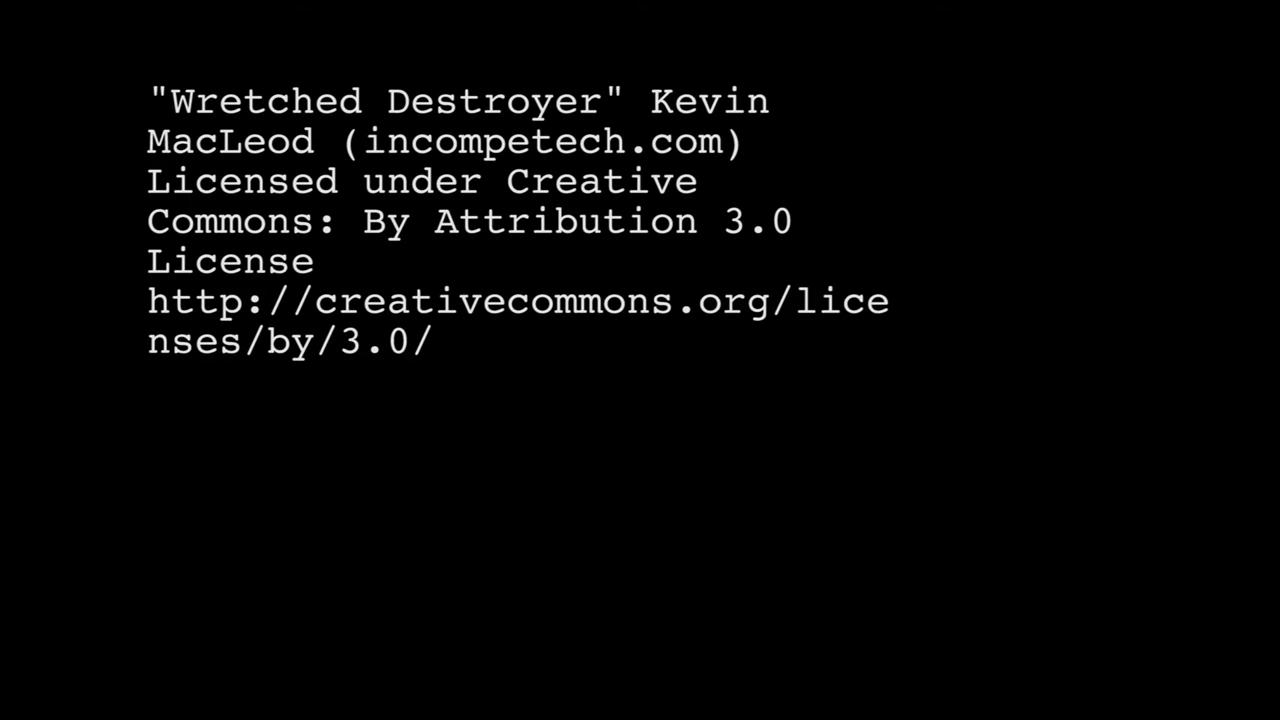 "Wretched Destroyer" Kevin
MacLeod (incompetech.com)
Licensed under Creative
Commons: By Attribution 3.0
License
http://creativecommons.org/lice
nses/by/3.0/